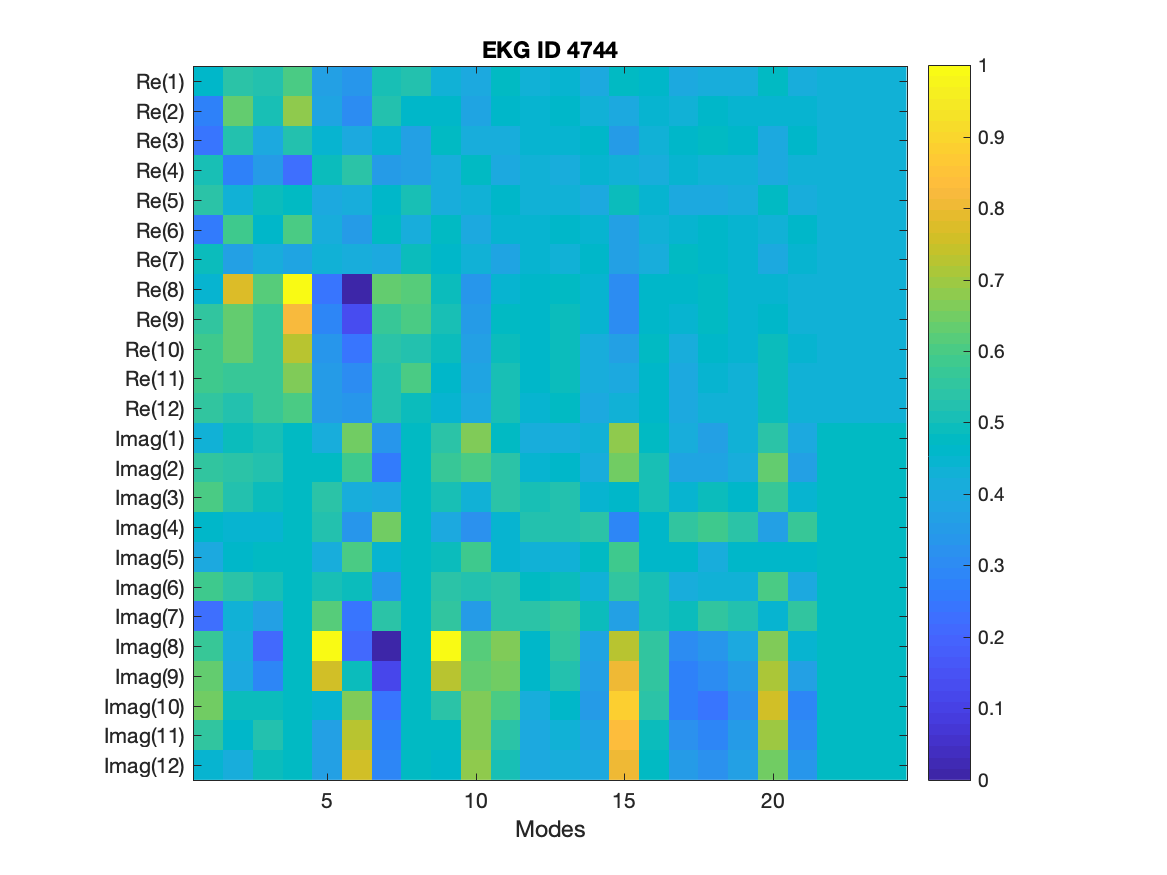 EKG ID 4744
Re(1)
Re(2)
Re(3)
Re(4)
Re(5)
Re(6)
Re(7)
Re(8)
Re(9)
Re(10)
Re(11)
Re(12)
Imag(1)
Imag(2)
Imag(3)
Imag(4)
Imag(5)
Imag(6)
Imag(7)
Imag(8)
Imag(9)
Imag(10)
Imag(11)
Imag(12)
5 10 15 20
Modes
1
0.9
0.8
0.7
0.6
0.5
0.4
0.3
0.2
0.1
0